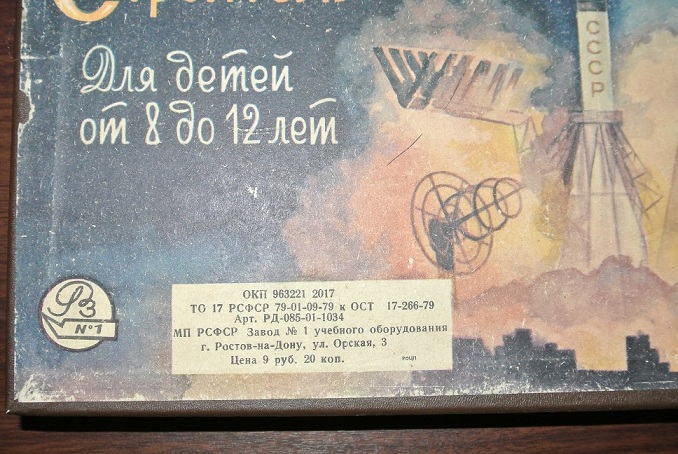 Строитель
Для детей
от 8 до 12 лет
СССР
РЗ
№1
ОКП 963221 2017
ТО 17 РСФСР 79-01-09-79 к ОСТ 17-266-79
Арт. РД-085-01-1034
МП РСФСР Завод № 1 учебного оборудования
г. Ростов-на-Дону, ул. Орская, 3
Цена 9 руб. 20 коп.